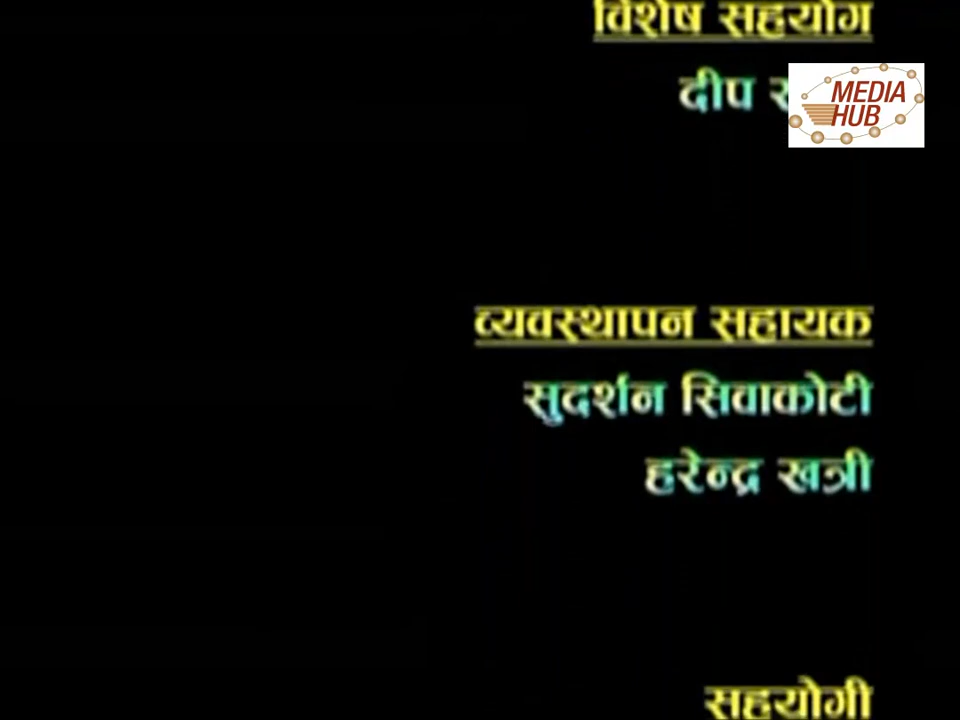 विशेष सहयोग
दीप
MEDIA
HUB
व्यवस्थापन सहायक
सुदर्शन सिवाकोटी
हरेन्द्र खत्री
सहयोगी